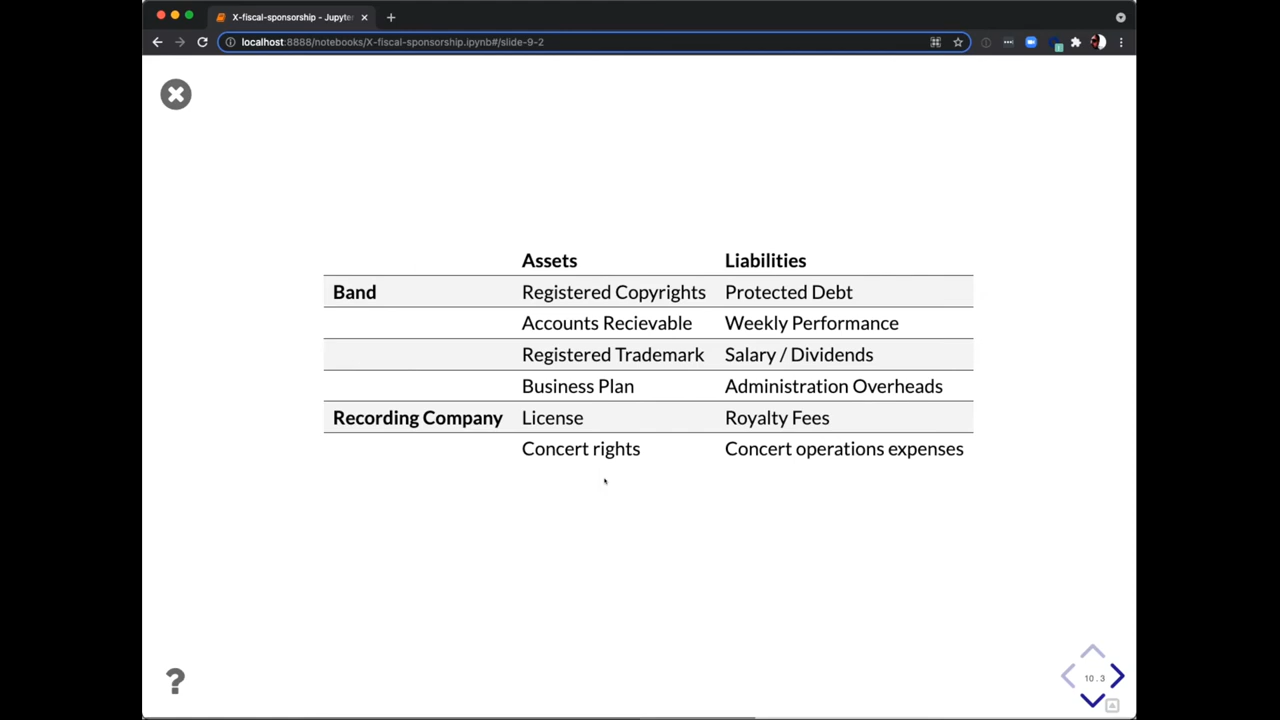 X-fiscal-sponsorship - Jupyter
localhost:8888/notebooks/X-fiscal-sponsorship.ipynb#/slide-9-2
Assets Liabilities
Band Registered Copyrights Protected Debt
Accounts Recievable Weekly Performance
Registered Trademark Salary / Dividends
Business Plan Administration Overheads
Recording Company License Royalty Fees
Concert rights Concert operations expenses
?
10.3